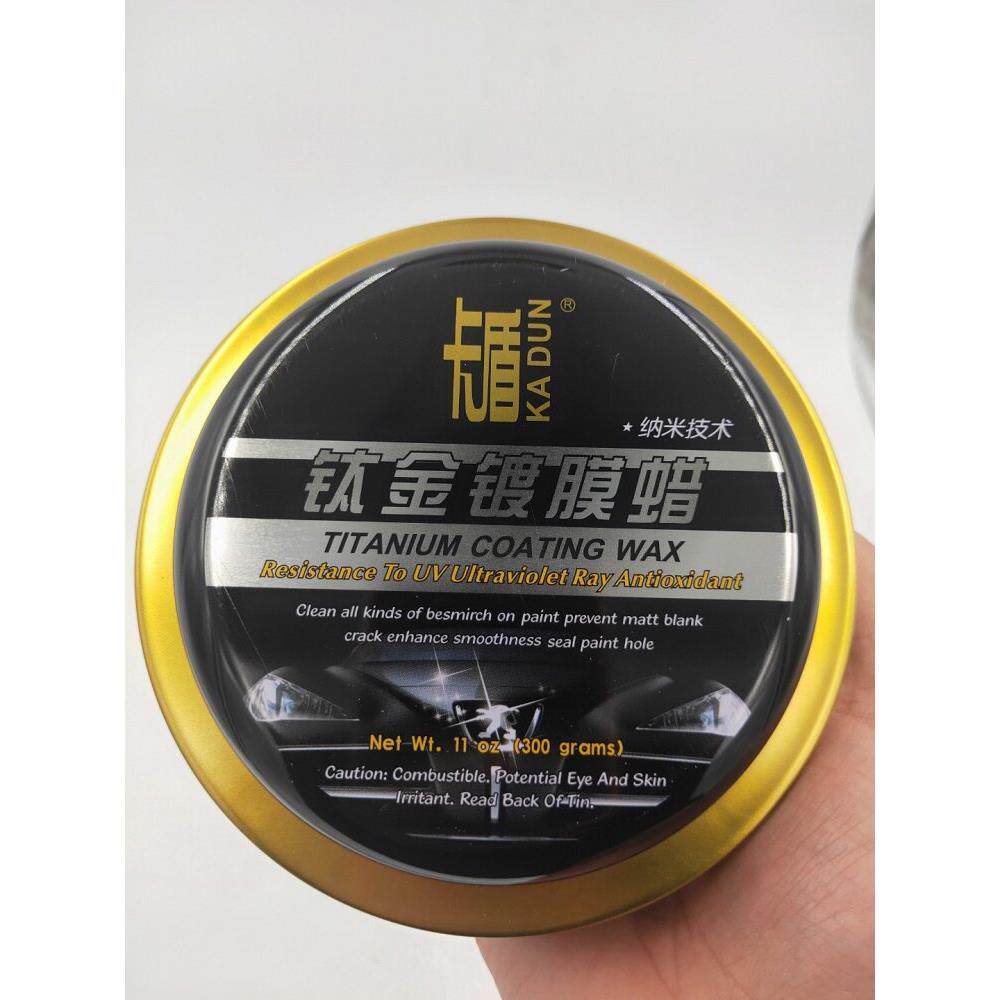 卡盾
KA DUN®
★纳米技术
钛金镀膜蜡
TITANIUM COATING WAX
Resistance To UV Ultraviolet Ray Antioxidant
Clean all kinds of besmirch on paint prevent matt blank
crack enhance smoothness seal paint hole
Net Wt. 11 oz (300 grams)
Caution: Combustible. Potential Eye And Skin
Irritant. Read Back Of Tin.